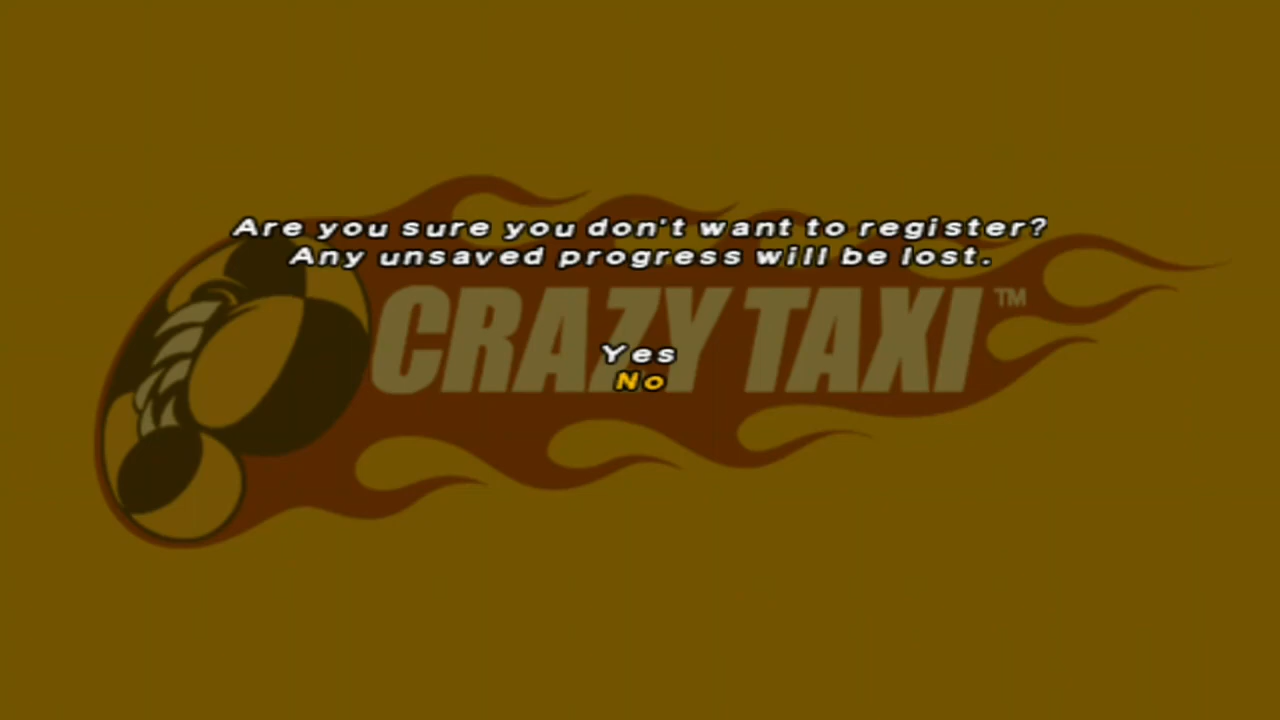 Are you sure you don't want to register?
Any unsaved progress will be lost.
CRAZY TAXI™
Yes
No